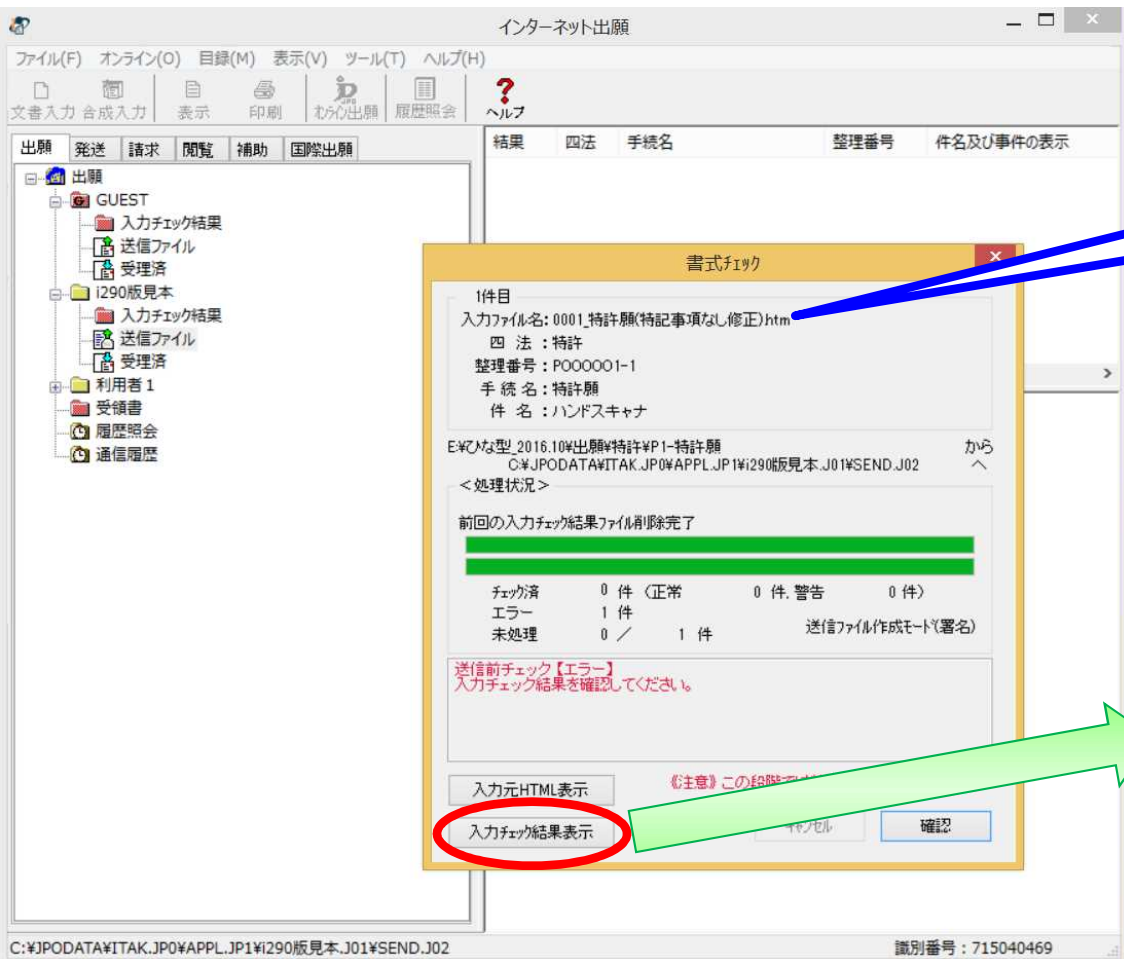 インターネット出願
ファイル(F) オンライン(O) 目録(M) 表示(V) ツール(T) ヘルプ(H)
文書入力 合成入力 表示 印刷 かんたん出願 履歴照会 ヘルプ
出願 発送 請求 閲覧 補助 国際出願
結果 四法 手続名 整理番号 件名及び事件の表示
出願
GUEST
入力チェック結果
送信ファイル
受理済
i290版見本
入力チェック結果
送信ファイル
受理済
利用者1
受領書
履歴照会
通信履歴
書式チェック
1件目
入力ファイル名: 0001_特許願(特記事項なし修正).htm
四 法 : 特許
整理番号 : P000001-1
手 続 名 : 特許願
件 名 : ハンドスキャナ
E:¥ひな型_2016.10¥出願¥特許¥P1-特許願 から
C:¥JPODATA¥ITAK.JP0¥APPL.JP1¥i290版見本.J01¥SEND.J02 へ
<処理状況>
前回の入力チェック結果ファイル削除完了
チェック済 0 件 (正常 0 件, 警告 0 件)
エラー 1 件
未処理 0 / 1 件 送信ファイル作成モード(署名)
送信前チェック【エラー】
入力チェック結果を確認してください。
入力元HTML表示 《注意》この段階では
入力チェック結果表示 キャンセル 確認
C:¥JPODATA¥ITAK.JP0¥APPL.JP1¥i290版見本.J01¥SEND.J02 識別番号 : 715040469